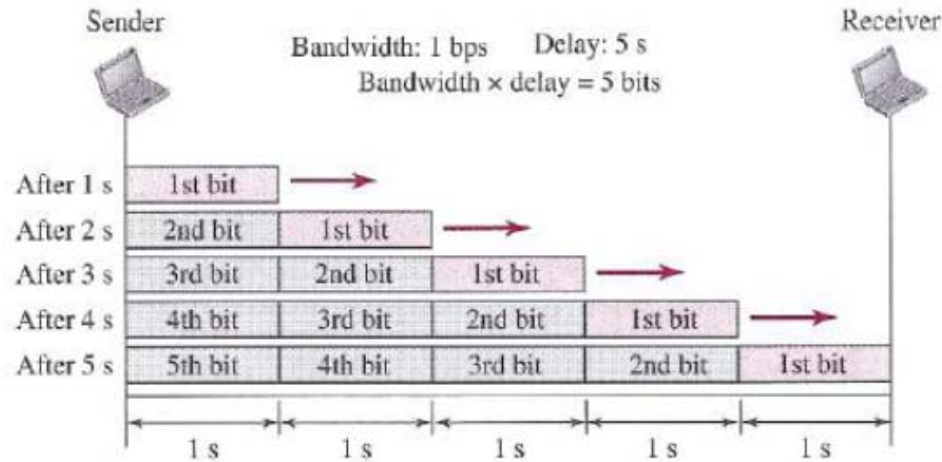 Sender
Receiver
Bandwidth: 1 bps Delay: 5 s
Bandwidth × delay = 5 bits
After 1 s 1st bit
After 2 s 2nd bit 1st bit
After 3 s 3rd bit 2nd bit 1st bit
After 4 s 4th bit 3rd bit 2nd bit 1st bit
After 5 s 5th bit 4th bit 3rd bit 2nd bit 1st bit
1 s 1 s 1 s 1 s 1 s